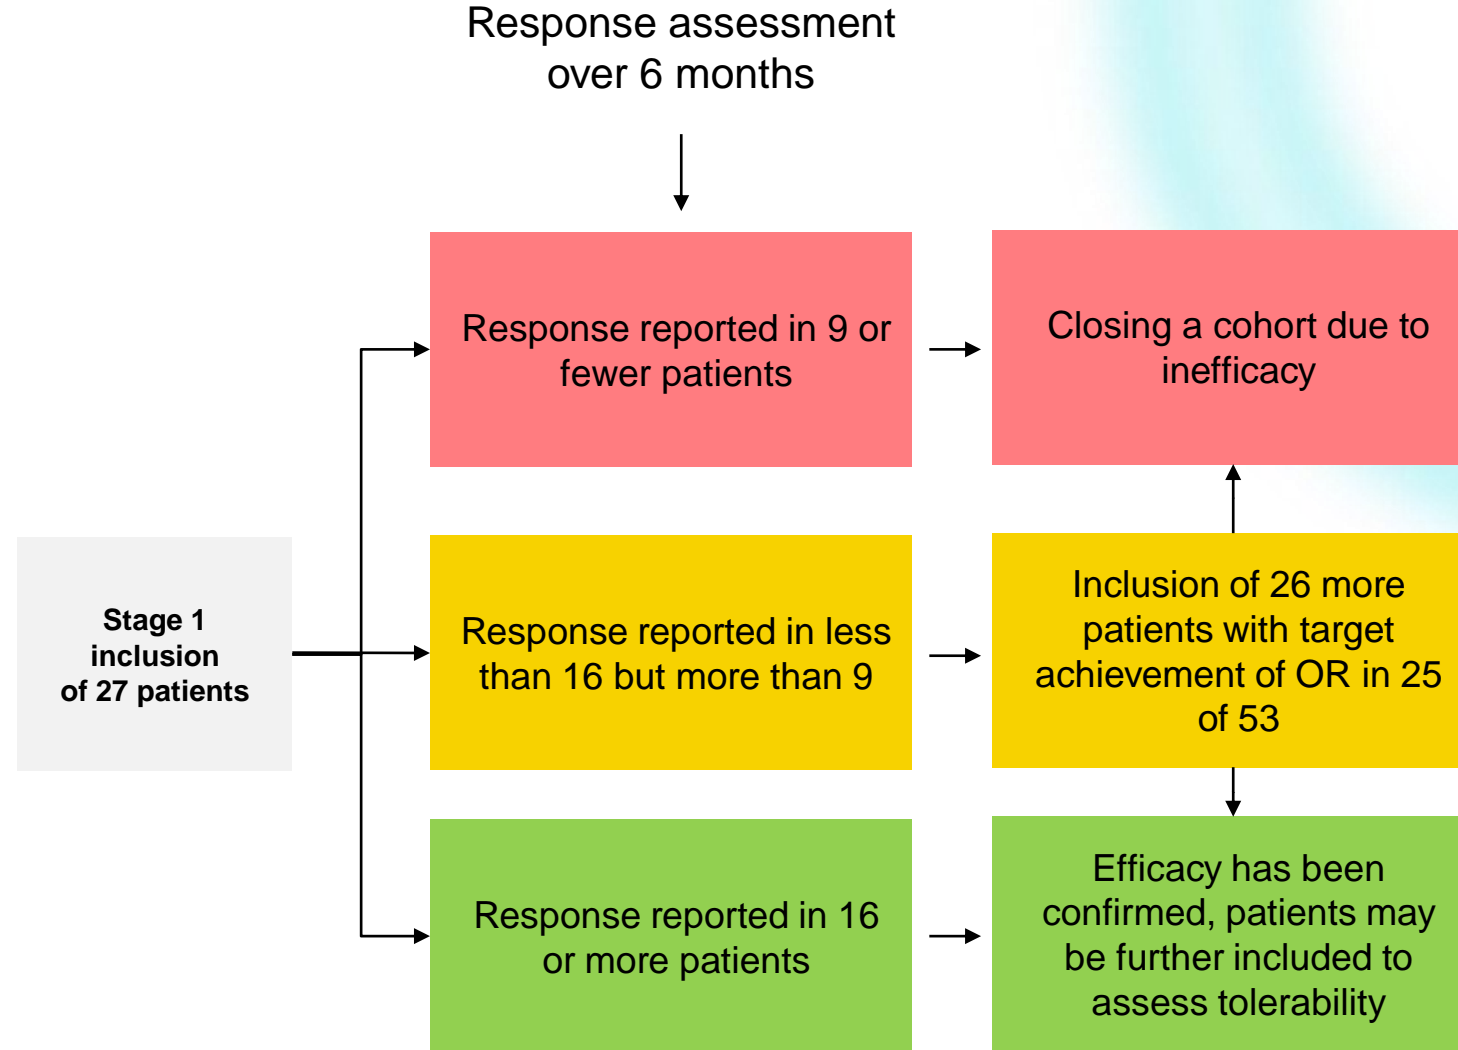 Response assessment
over 6 months
Response reported in 9 or
fewer patients
Closing a cohort due to
inefficacy
Stage 1
inclusion
of 27 patients
Response reported in less
than 16 but more than 9
Inclusion of 26 more
patients with target
achievement of OR in 25
of 53
Response reported in 16
or more patients
Efficacy has been
confirmed, patients may
be further included to
assess tolerability